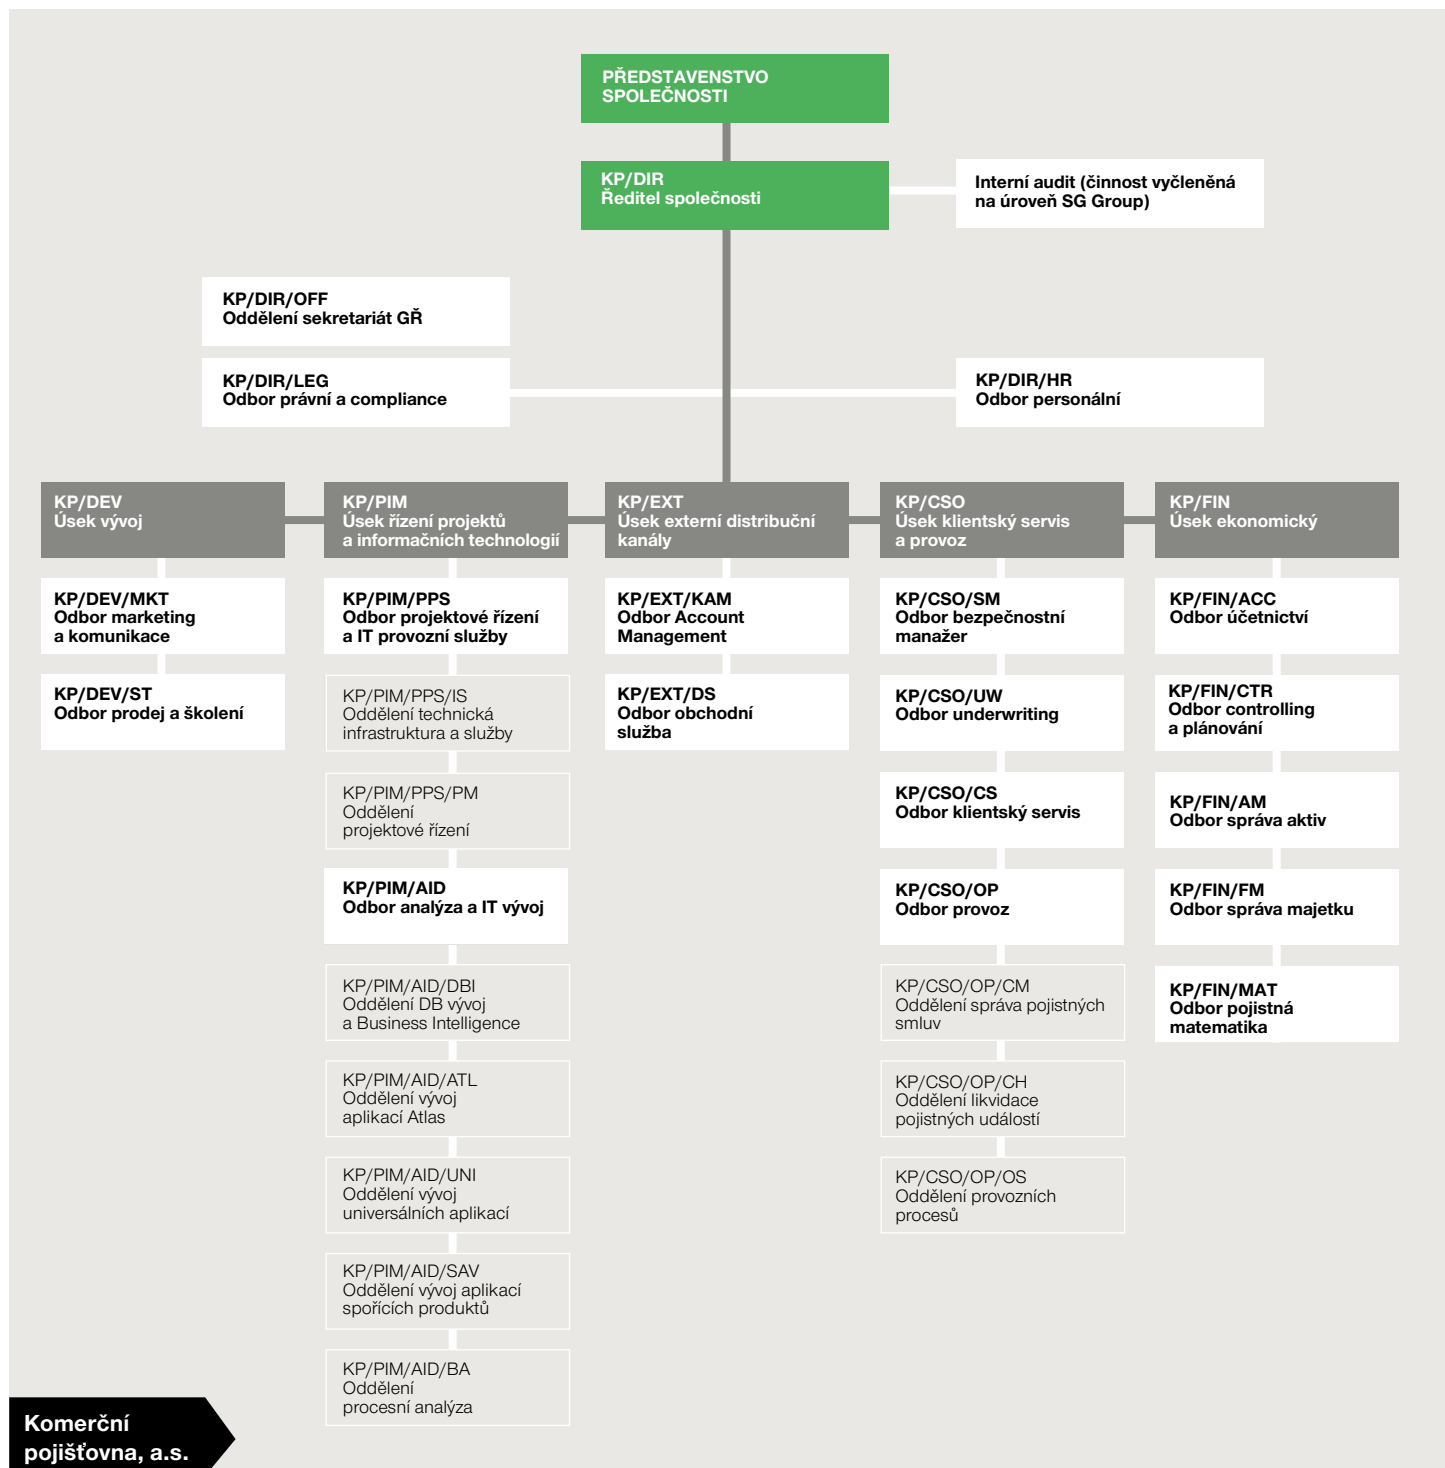 PŘEDSTAVENSTVO
SPOLEČNOSTI
KP/DIR
Ředitel společnosti
Interní audit (činnost vyčleněná
na úroveň SG Group)
KP/DIR/OFF
Oddělení sekretariát GŘ
KP/DIR/LEG
Odbor právní a compliance
KP/DIR/HR
Odbor personální
KP/DEV
Úsek vývoj
KP/DEV/MKT
Odbor marketing
a komunikace
KP/DEV/ST
Odbor prodej a školení
KP/PIM
Úsek řízení projektů
a informačních technologií
KP/PIM/PPS
Odbor projektové řízení
a IT provozní služby
KP/PIM/PPS/IS
Oddělení technická
infrastruktura a služby
KP/PIM/PPS/PM
Oddělení
projektové řízení
KP/PIM/AID
Odbor analýza a IT vývoj
KP/PIM/AID/DBI
Oddělení DB vývoj
a Business Intelligence
KP/PIM/AID/ATL
Oddělení vývoj
aplikací Atlas
KP/PIM/AID/UNI
Oddělení vývoj
universálních aplikací
KP/PIM/AID/SAV
Oddělení vývoj aplikací
spořících produktů
KP/PIM/AID/BA
Oddělení
procesní analýza
KP/EXT
Úsek externí distribuční
kanály
KP/EXT/KAM
Odbor Account
Management
KP/EXT/DS
Odbor obchodní
služba
KP/CSO
Úsek klientský servis
a provoz
KP/CSO/SM
Odbor bezpečnostní
manažer
KP/CSO/UW
Odbor underwriting
KP/CSO/CS
Odbor klientský servis
KP/CSO/OP
Odbor provoz
KP/CSO/OP/CM
Oddělení správa pojistných
smluv
KP/CSO/OP/CH
Oddělení likvidace
pojistných událostí
KP/CSO/OP/OS
Oddělení provozních
procesů
KP/FIN
Úsek ekonomický
KP/FIN/ACC
Odbor účetnictví
KP/FIN/CTR
Odbor controlling
a plánování
KP/FIN/AM
Odbor správa aktiv
KP/FIN/FM
Odbor správa majetku
KP/FIN/MAT
Odbor pojistná
matematika
Komerční
pojišťovna, a.s.